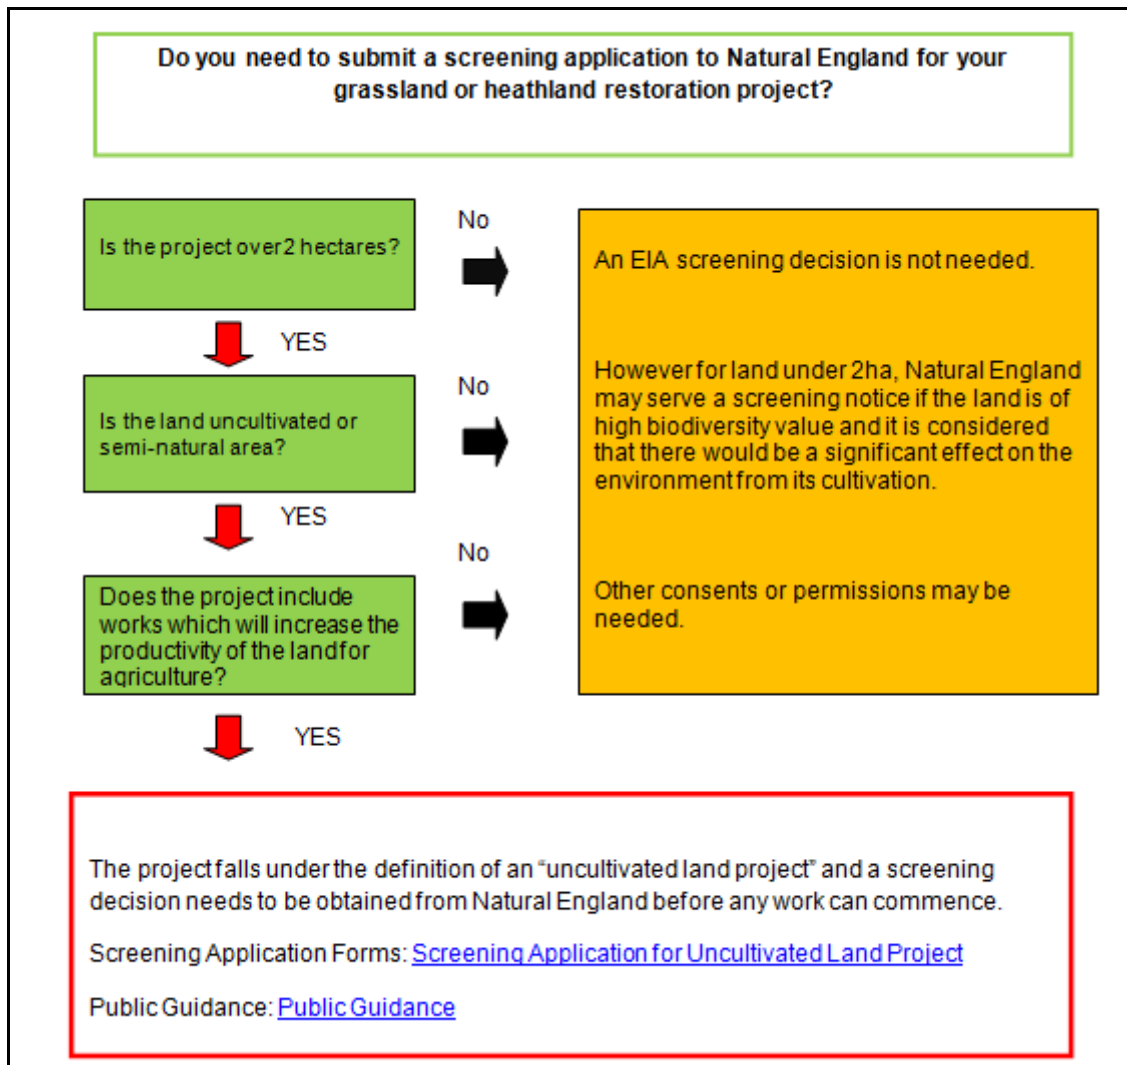 Do you need to submit a screening application to Natural England for your
grassland or heathland restoration project?
Is the project over 2 hectares?
No
An EIA screening decision is not needed.
YES
Is the land uncultivated or
semi-natural area?
No
However for land under 2ha, Natural England
may serve a screening notice if the land is of
high biodiversity value and it is considered
that there would be a significant effect on the
environment from its cultivation.
YES
Does the project include
works which will increase the
productivity of the land for
agriculture?
No
Other consents or permissions may be
needed.
YES
The project falls under the definition of an “uncultivated land project” and a screening
decision needs to be obtained from Natural England before any work can commence.
Screening Application Forms: Screening Application for Uncultivated Land Project
Public Guidance: Public Guidance